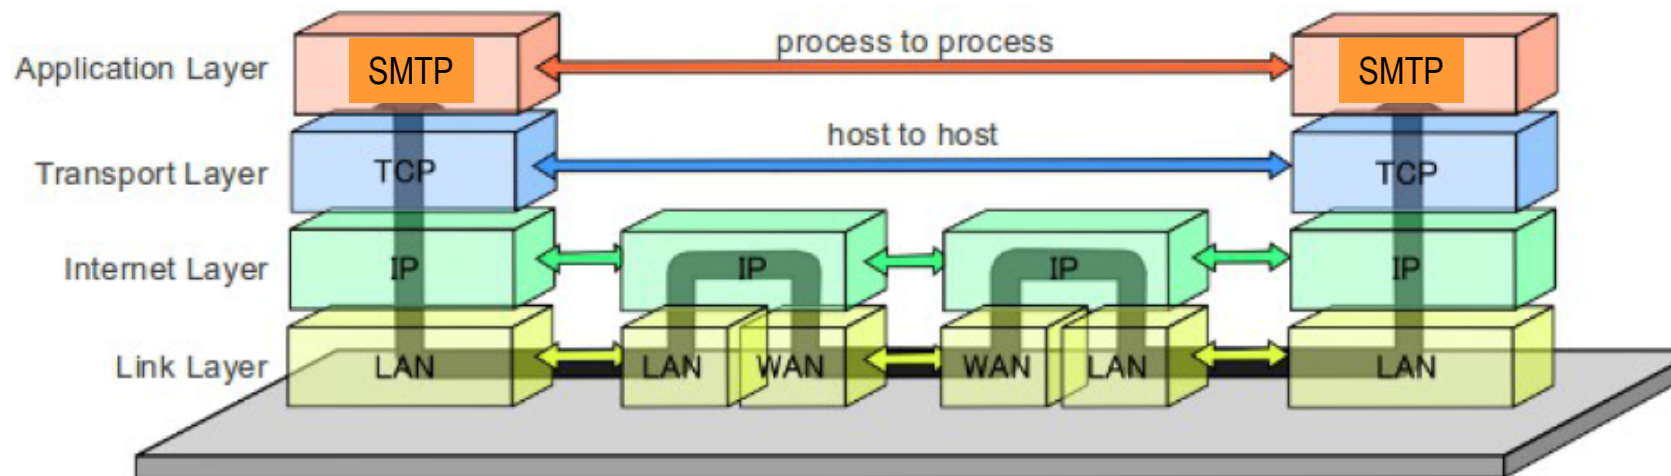 process to process
Application Layer SMTP SMTP
host to host
Transport Layer TCP TCP
Internet Layer IP IP IP IP
Link Layer LAN LAN WAN WAN LAN LAN